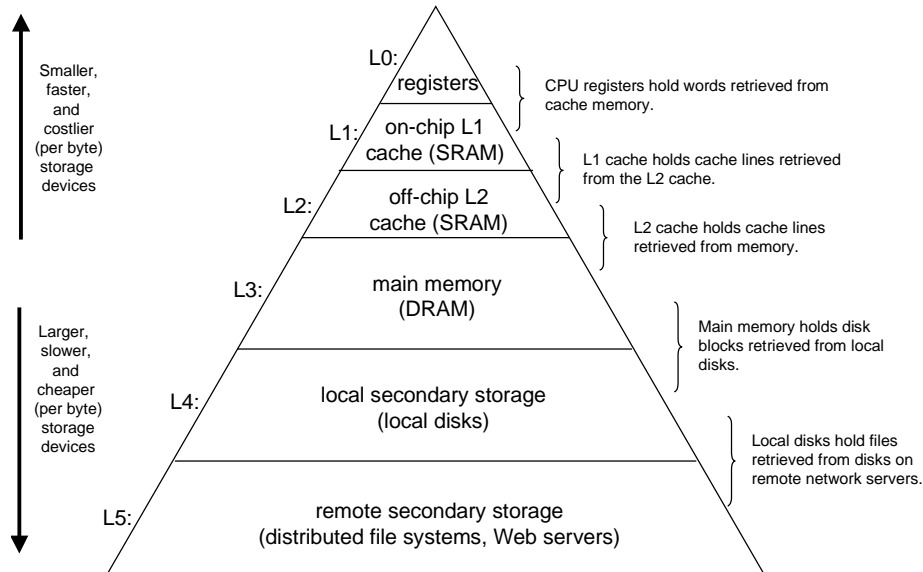 Smaller,
faster,
and
costlier
(per byte)
storage
devices
Larger,
slower,
and
cheaper
(per byte)
storage
devices
L0:
registers
CPU registers hold words retrieved from
cache memory.
L1:
on-chip L1
cache (SRAM)
L1 cache holds cache lines retrieved
from the L2 cache.
L2:
off-chip L2
cache (SRAM)
L2 cache holds cache lines
retrieved from memory.
L3:
main memory
(DRAM)
Main memory holds disk
blocks retrieved from local
disks.
L4:
local secondary storage
(local disks)
Local disks hold files
retrieved from disks on
remote network servers.
L5:
remote secondary storage
(distributed file systems, Web servers)